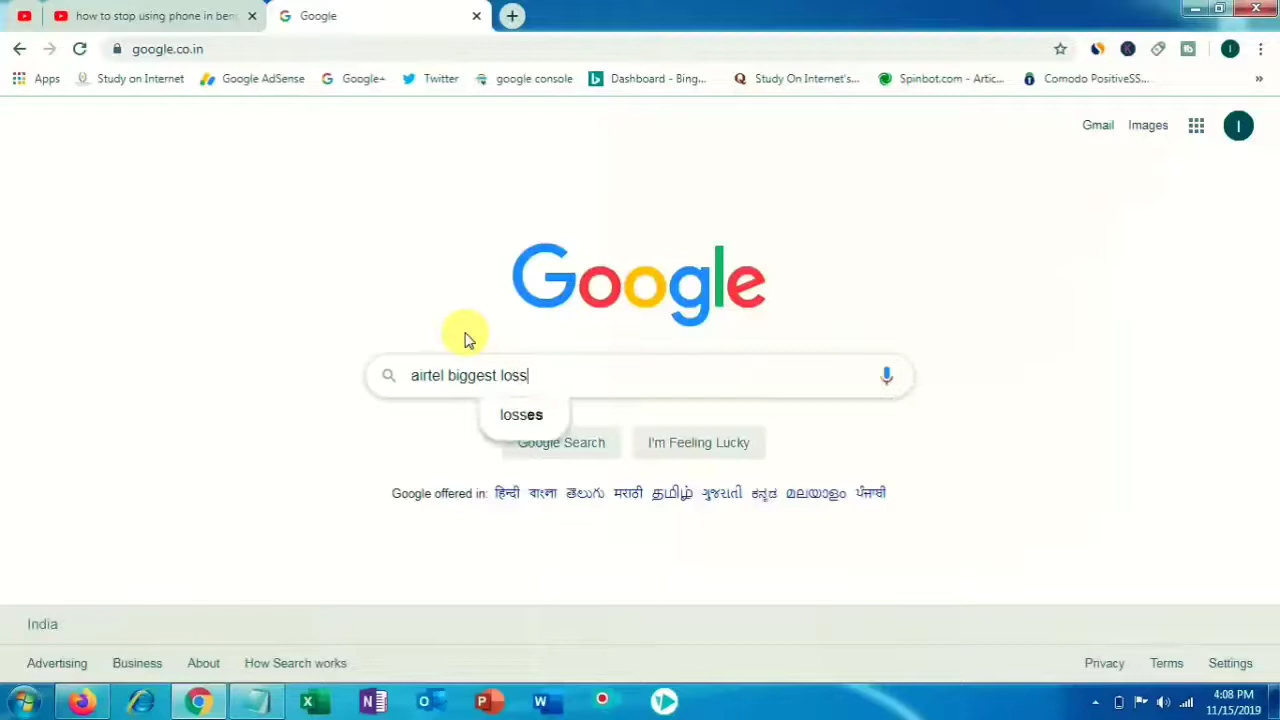 how to stop using phone in ben
Google
google.co.in
Apps
Study on Internet
Google AdSense
Google+
Twitter
google console
Dashboard - Bing...
Study On Internet's...
Spinbot.com - Artic...
Comodo PositiveSS...
»
Gmail
Images
I
Google
airtel biggest loss
losses
Google Search
I'm Feeling Lucky
Google offered in: हिन्दी বাংলা తెలుగు मराठी தமிழ் ગુજરાતી ಕನ್ನಡ മലയാളം ਪੰਜਾਬੀ
India
Advertising
Business
About
How Search works
Privacy
Terms
Settings
4:08 PM
11/15/2019